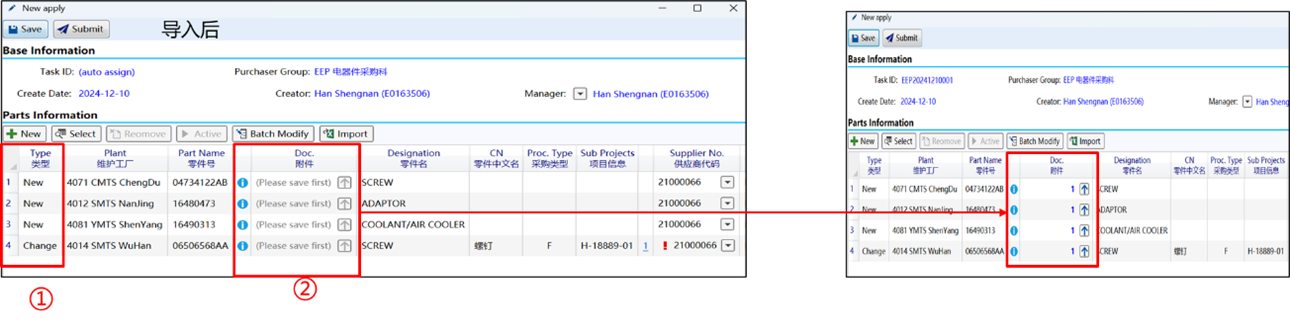 New apply
Save Submit 导入后
Base Information
Task ID: (auto assign) Purchaser Group: EEP 电器件采购科
Create Date: 2024-12-10 Creator: Han Shengnan (E0163506) Manager: Han Shengnan (E0163506)
Parts Information
New Select Reomove Active Batch Modify Import
Type Plant Part Name Doc. Designation CN Proc. Type Sub Projects Supplier No.
类型 维护工厂 零件号 附件 零件名 零件中文名 采购类型 项目信息 供应商代码
1 New 4071 CMTS ChengDu 04734122AB (Please save first) SCREW 21000066
2 New 4012 SMTS NanJing 16480473 (Please save first) ADAPTOR 21000066
3 New 4081 YMTS ShenYang 16490313 (Please save first) COOLANT/AIR COOLER 21000066
4 Change 4014 SMTS WuHan 06506568AA (Please save first) SCREW 螺钉 F H-18889-01 1 ! 21000066
① ②
New apply
Save Submit
Base Information
Task ID: EEP20241210001 Purchaser Group: EEP 电器件采购科
Create Date: 2024-12-10 Creator: Han Shengnan (E0163506) Manager: Han Sheng
Parts Information
New Select Reomove Active Batch Modify Import
Type Plant Part Name Doc. Designation CN Proc. Type Sub Projects
类型 维护工厂 零件号 附件 零件名 零件中文名 采购类型 项目信息
1 New 4071 CMTS ChengDu 04734122AB 1 SCREW
2 New 4012 SMTS NanJing 16480473 1 ADAPTOR
3 New 4081 YMTS ShenYang 16490313 1 COOLANT/AIR COOLER
4 Change 4014 SMTS WuHan 06506568AA 1 SCREW 螺钉 F H-18889-01